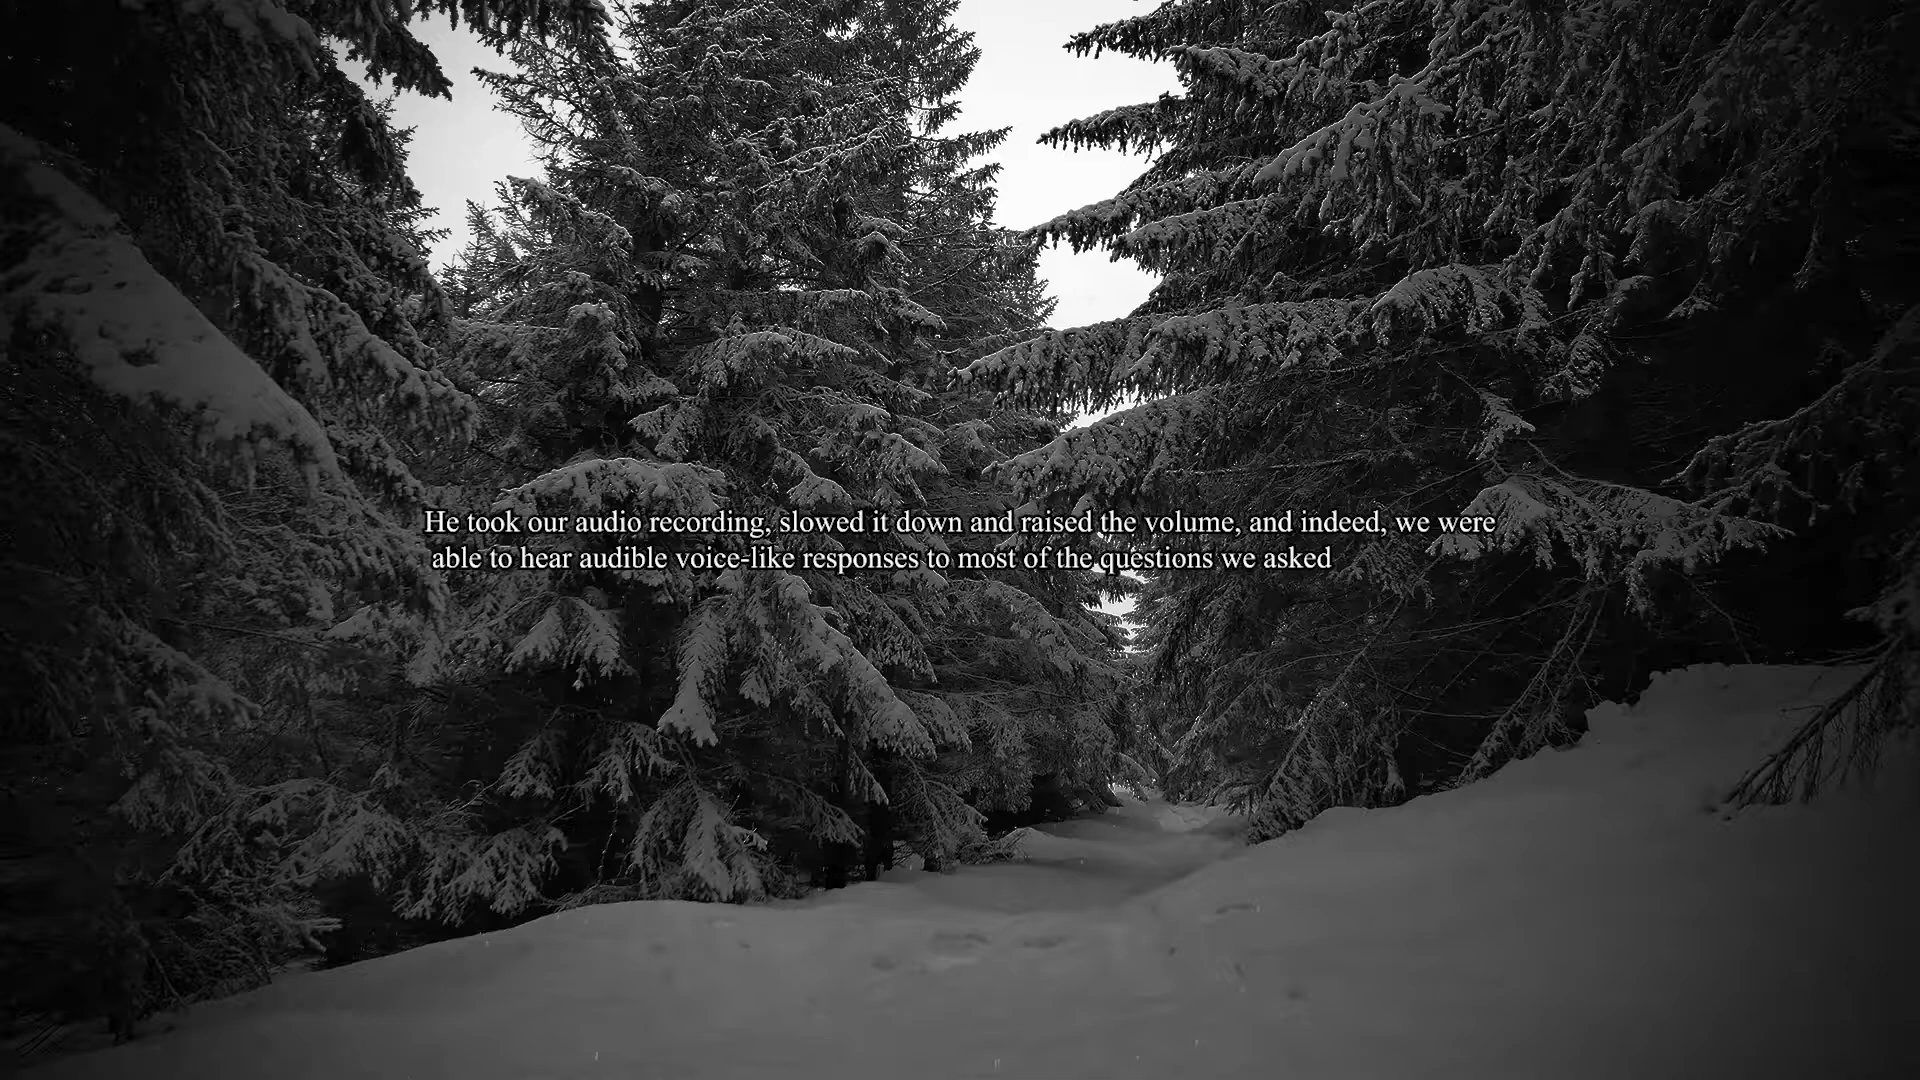 He took our audio recording, slowed it down and raised the volume, and indeed, we were
able to hear audible voice-like responses to most of the questions we asked